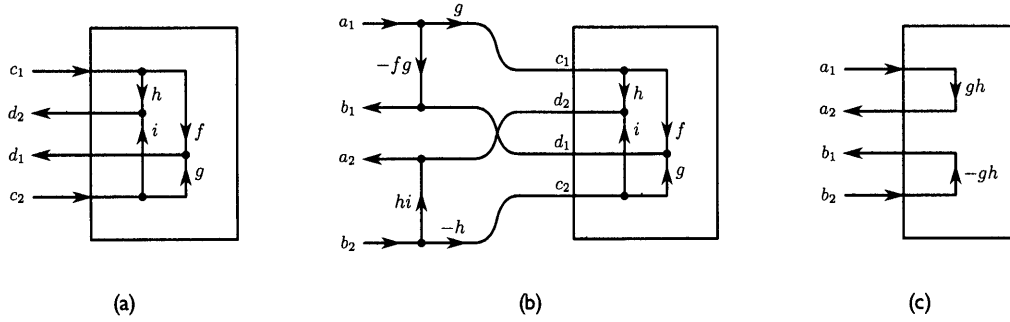 c₁
d₂
d₁
c₂
h
i
f
g
(a)
a₁
g
−fg
b₁
a₂
hi
b₂
−h
c₁
d₂
d₁
c₂
h
i
f
g
(b)
a₁
a₂
b₁
b₂
gh
−gh
(c)